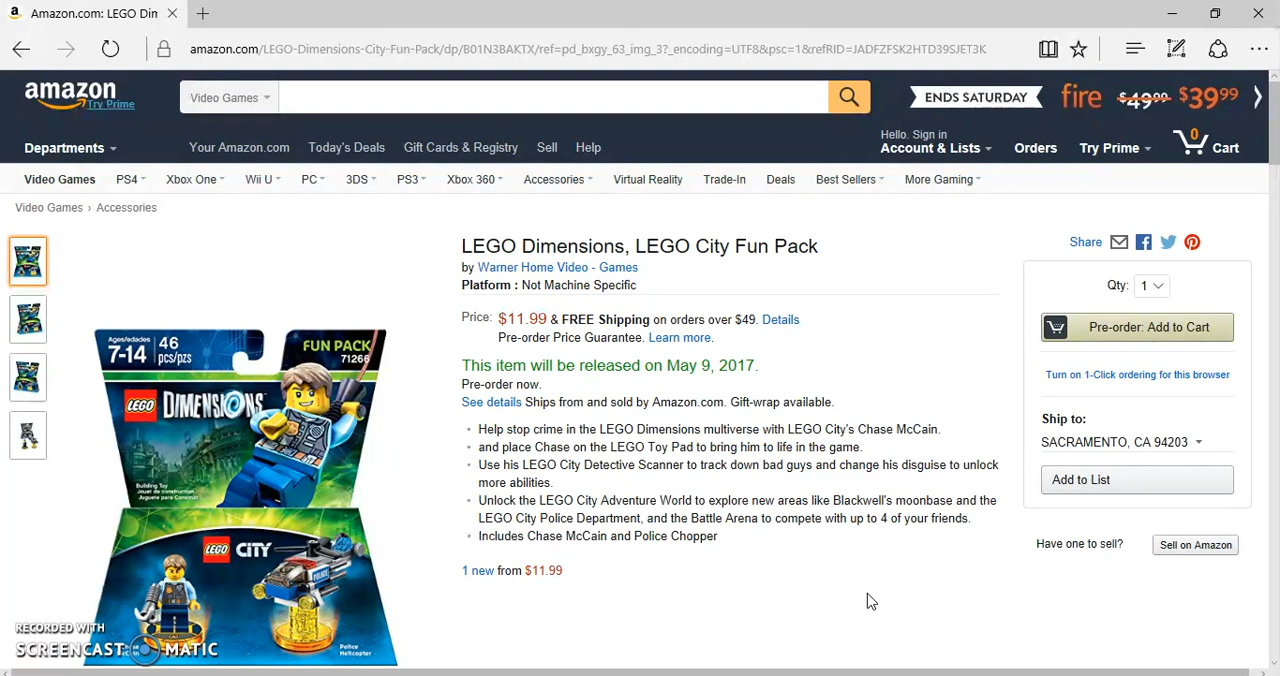 Amazon.com: LEGO Din
amazon.com/LEGO-Dimensions-City-Fun-Pack/dp/B01N3BAKTX/ref=pd_bxgy_63_img_3?_encoding=UTF8&psc=1&refRID=JADFZFSK2HTD39SJET3K
amazon
Try Prime
Video Games
ENDS SATURDAY
fire $49.99 $39.99
Departments
Your Amazon.com Today's Deals Gift Cards & Registry Sell Help
Hello. Sign in
Account & Lists
Orders
Try Prime
0
Cart
Video Games PS4 Xbox One Wii U PC 3DS PS3 Xbox 360 Accessories Virtual Reality Trade-In Deals Best Sellers More Gaming
Video Games › Accessories
LEGO Dimensions, LEGO City Fun Pack
by Warner Home Video - Games
Platform : Not Machine Specific
Price: $11.99 & FREE Shipping on orders over $49. Details
Pre-order Price Guarantee. Learn more.
This item will be released on May 9, 2017.
Pre-order now.
See details Ships from and sold by Amazon.com. Gift-wrap available.
• Help stop crime in the LEGO Dimensions multiverse with LEGO City's Chase McCain.
• and place Chase on the LEGO Toy Pad to bring him to life in the game.
• Use his LEGO City Detective Scanner to track down bad guys and change his disguise to unlock
more abilities.
• Unlock the LEGO City Adventure World to explore new areas like Blackwell's moonbase and the
LEGO City Police Department, and the Battle Arena to compete with up to 4 of your friends.
• Includes Chase McCain and Police Chopper
1 new from $11.99
Share
Qty: 1
Pre-order: Add to Cart
Turn on 1-Click ordering for this browser
Ship to:
SACRAMENTO, CA 94203
Add to List
Have one to sell?
Sell on Amazon
Ages/edades
7-14
46
pcs/pzs
FUN PACK
71266
LEGO DIMENSIONS
Building Toy
Jouet de construction
Juguete para Construir
LEGO CITY
POLICE
Police
Helicopter
RECORDED WITH
SCREENCAST MATIC